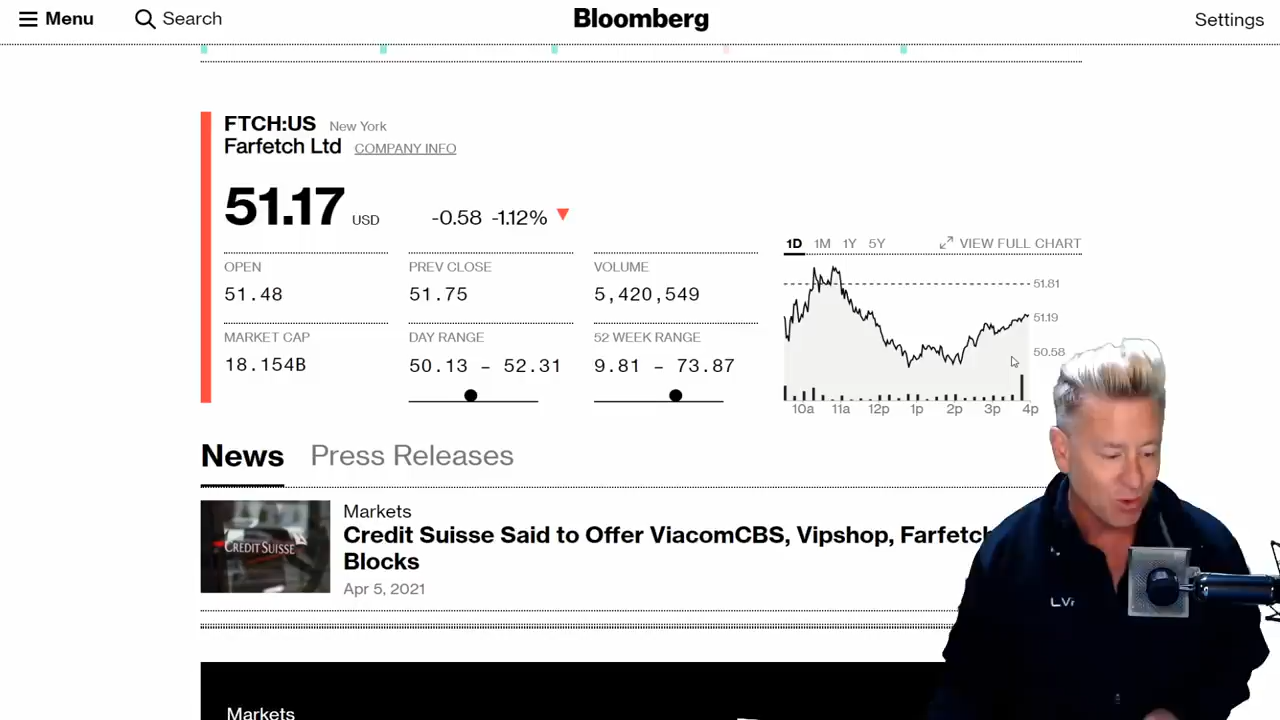 Menu
Search
Bloomberg
Settings
FTCH:US New York
Farfetch Ltd COMPANY INFO
51.17 USD -0.58 -1.12%
1D 1M 1Y 5Y VIEW FULL CHART
OPEN PREV CLOSE VOLUME
51.48 51.75 5,420,549
MARKET CAP DAY RANGE 52 WEEK RANGE
18.154B 50.13 - 52.31 9.81 - 73.87
51.81
51.19
50.58
10a 11a 12p 1p 2p 3p 4p
News Press Releases
CREDIT SUISSE
Markets
Credit Suisse Said to Offer ViacomCBS, Vipshop, Farfetch
Blocks
Apr 5, 2021
Markets